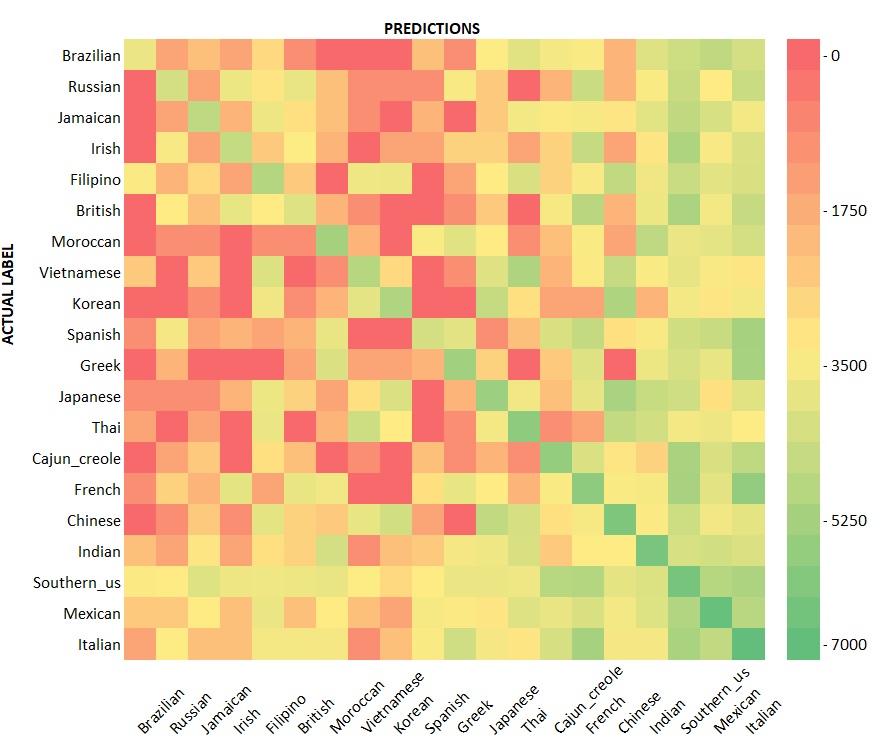 PREDICTIONS
ACTUAL LABEL
Brazilian
Russian
Jamaican
Irish
Filipino
British
Moroccan
Vietnamese
Korean
Spanish
Greek
Japanese
Thai
Cajun_creole
French
Chinese
Indian
Southern_us
Mexican
Italian
- 0
- 1750
- 3500
- 5250
- 7000
Brazilian
Russian
Jamaican
Irish
Filipino
British
Moroccan
Vietnamese
Korean
Spanish
Greek
Japanese
Thai
Cajun_creole
French
Chinese
Indian
Southern_us
Mexican
Italian